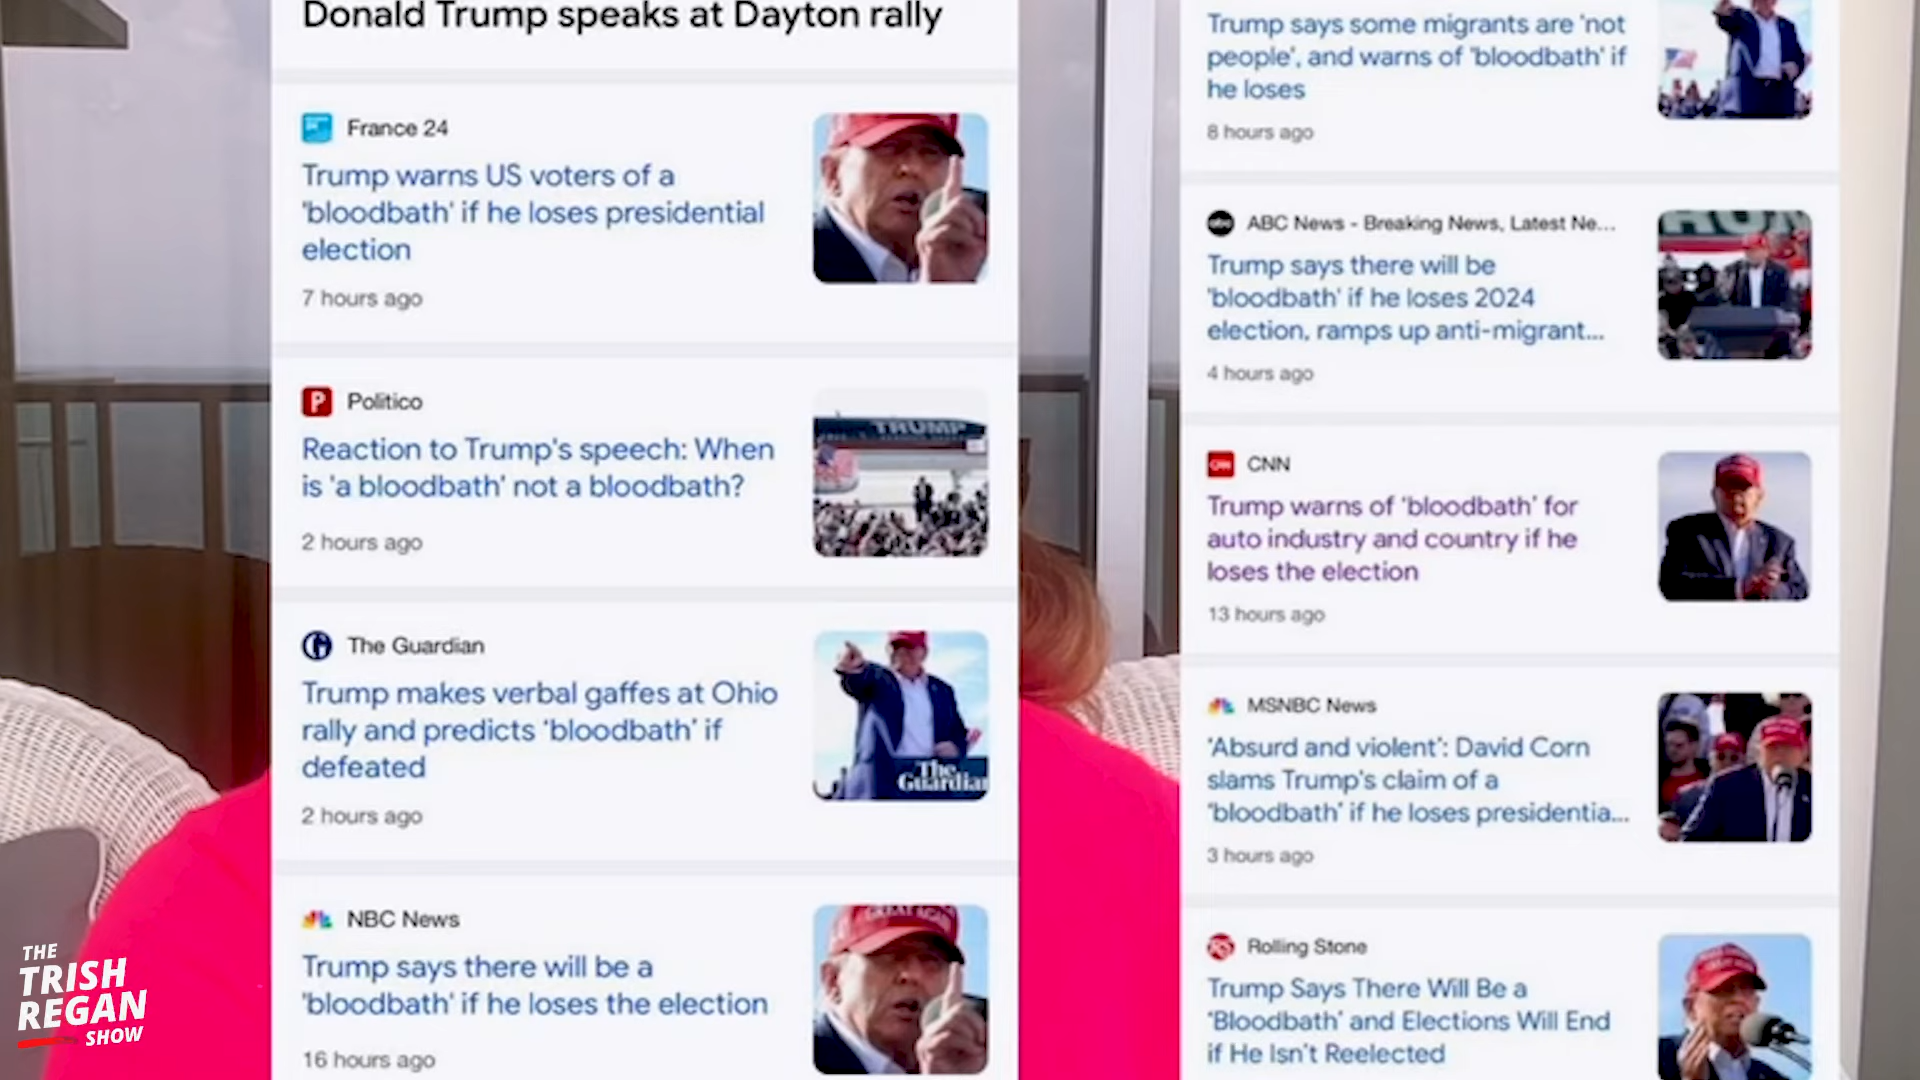 Donald Trump speaks at Dayton rally
France 24
Trump warns US voters of a
'bloodbath' if he loses presidential
election
7 hours ago
Politico
Reaction to Trump's speech: When
is 'a bloodbath' not a bloodbath?
2 hours ago
TRUMP
The Guardian
Trump makes verbal gaffes at Ohio
rally and predicts 'bloodbath' if
defeated
2 hours ago
The
Guardian
NBC News
Trump says there will be a
'bloodbath' if he loses the election
16 hours ago
GREAT AGAIN
Trump says some migrants are 'not
people', and warns of 'bloodbath' if
he loses
8 hours ago
abc
ABC News - Breaking News, Latest Ne...
Trump says there will be
'bloodbath' if he loses 2024
election, ramps up anti-migrant...
4 hours ago
CNN
CNN
Trump warns of 'bloodbath' for
auto industry and country if he
loses the election
13 hours ago
MSNBC News
'Absurd and violent': David Corn
slams Trump's claim of a
'bloodbath' if he loses presidentia...
3 hours ago
RS
Rolling Stone
Trump Says There Will Be a
'Bloodbath' and Elections Will End
if He Isn't Reelected
THE
TRISH
REGAN
SHOW